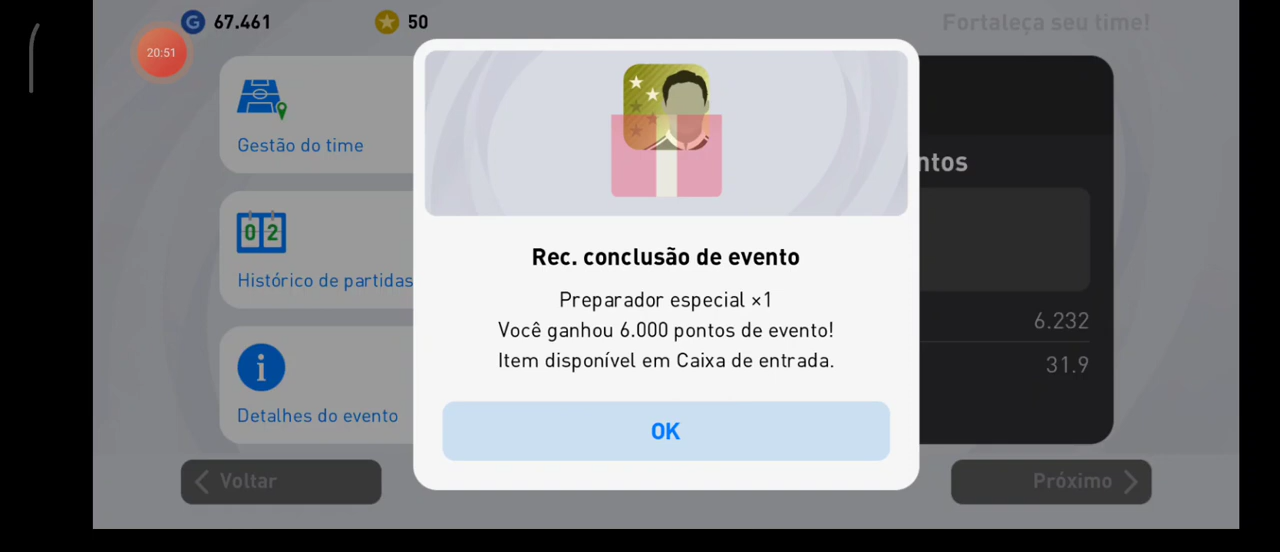 67.461
50
Fortaleça seu time!
20:51
Gestão do time
ntos
02
Histórico de partidas
Rec. conclusão de evento
Preparador especial ×1
Você ganhou 6.000 pontos de evento!
Item disponível em Caixa de entrada.
6.232
31.9
Detalhes do evento
OK
Voltar
Próximo